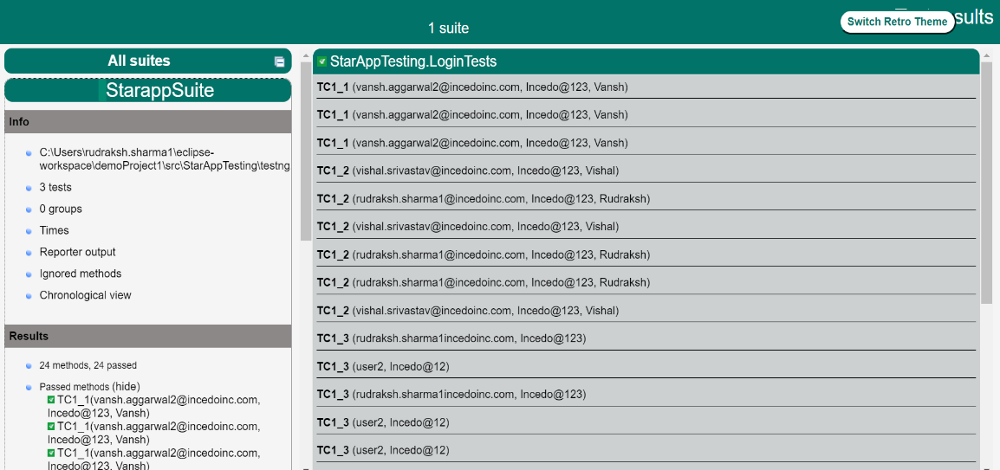 1 suite
Switch Retro Theme
All suites
StarappSuite
Info
C:\Users\rudraksh.sharma1\eclipse-
workspace\demoProject1\src\StarAppTesting\testng
3 tests
0 groups
Times
Reporter output
Ignored methods
Chronological view
Results
24 methods, 24 passed
Passed methods (hide)
TC1_1(vansh.aggarwal2@incedoinc.com,
Incedo@123, Vansh)
TC1_1(vansh.aggarwal2@incedoinc.com,
Incedo@123, Vansh)
TC1_1(vansh.aggarwal2@incedoinc.com,
Incedo@123, Vansh)
StarAppTesting.LoginTests
TC1_1 (vansh.aggarwal2@incedoinc.com, Incedo@123, Vansh)
TC1_1 (vansh.aggarwal2@incedoinc.com, Incedo@123, Vansh)
TC1_1 (vansh.aggarwal2@incedoinc.com, Incedo@123, Vansh)
TC1_2 (vishal.srivastav@incedoinc.com, Incedo@123, Vishal)
TC1_2 (rudraksh.sharma1@incedoinc.com, Incedo@123, Rudraksh)
TC1_2 (vishal.srivastav@incedoinc.com, Incedo@123, Vishal)
TC1_2 (rudraksh.sharma1@incedoinc.com, Incedo@123, Rudraksh)
TC1_2 (rudraksh.sharma1@incedoinc.com, Incedo@123, Rudraksh)
TC1_2 (vishal.srivastav@incedoinc.com, Incedo@123, Vishal)
TC1_3 (rudraksh.sharma1incedoinc.com, Incedo@123)
TC1_3 (user2, Incedo@12)
TC1_3 (rudraksh.sharma1incedoinc.com, Incedo@123)
TC1_3 (user2, Incedo@12)
TC1_3 (user2, Incedo@12)